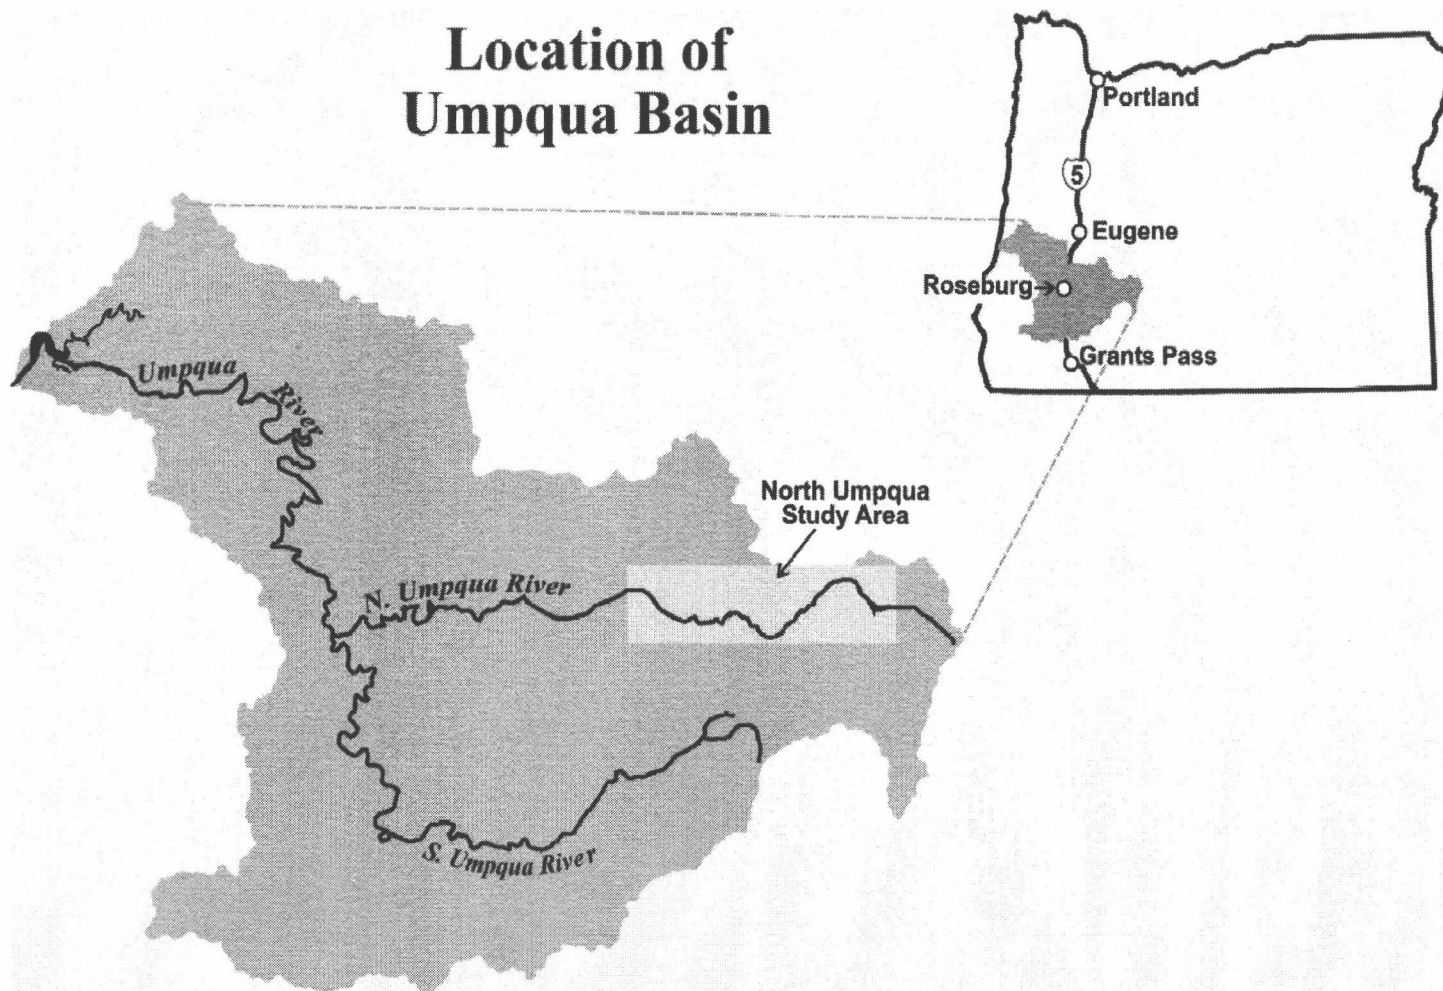 Location of
Umpqua Basin
Portland
5
Eugene
Roseburg
Grants Pass
Umpqua River
North Umpqua
Study Area
N. Umpqua River
S. Umpqua River